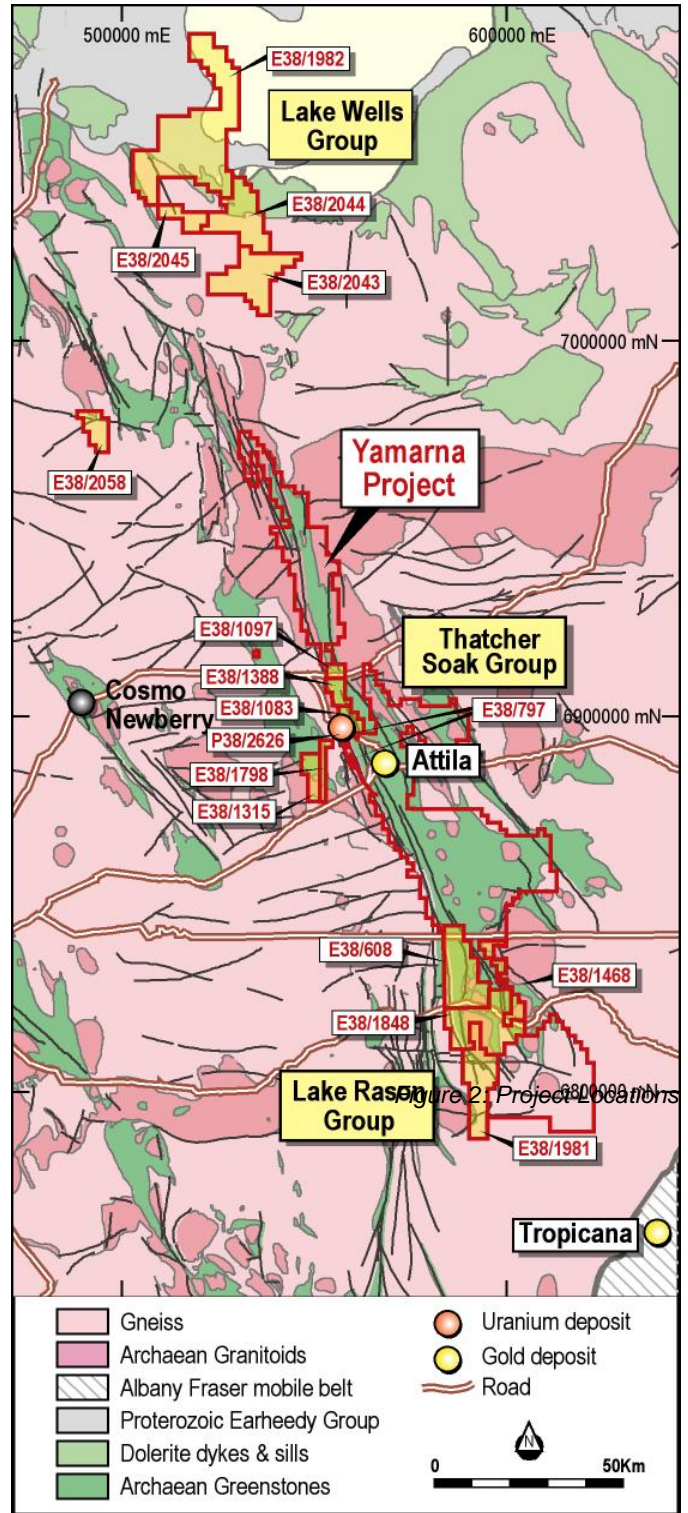 500000 mE
600000 mE
E38/1982
Lake Wells
Group
E38/2044
E38/2045
E38/2043
7000000 mN
E38/2058
Yamarna
Project
E38/1097
Thatcher
Soak Group
E38/1388
Cosmo
Newberry
E38/1083
E38/797
6900000 mN
P38/2626
Attila
E38/1798
E38/1315
E38/608
E38/1468
E38/1848
Lake Rason
Group
Figure 2: Project Locations
6800000 mN
E38/1981
Tropicana
Gneiss
Archaean Granitoids
Albany Fraser mobile belt
Proterozoic Earheedy Group
Dolerite dykes & sills
Archaean Greenstones
Uranium deposit
Gold deposit
Road
N
0
50Km